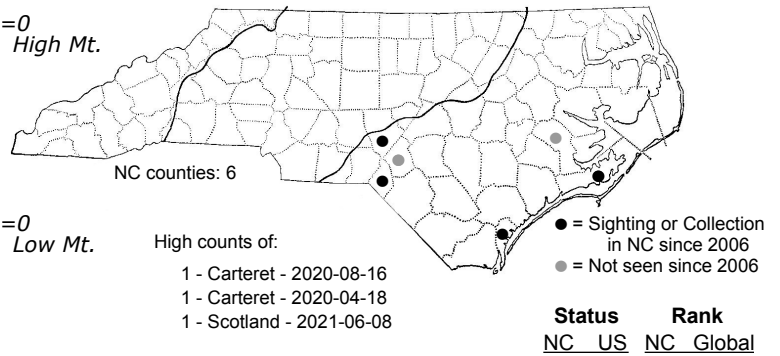 =0
High Mt.
NC counties: 6
=0
Low Mt.
High counts of:
1 - Carteret - 2020-08-16
1 - Carteret - 2020-04-18
1 - Scotland - 2021-06-08
● = Sighting or Collection
in NC since 2006
● = Not seen since 2006
Status Rank
NC US NC Global